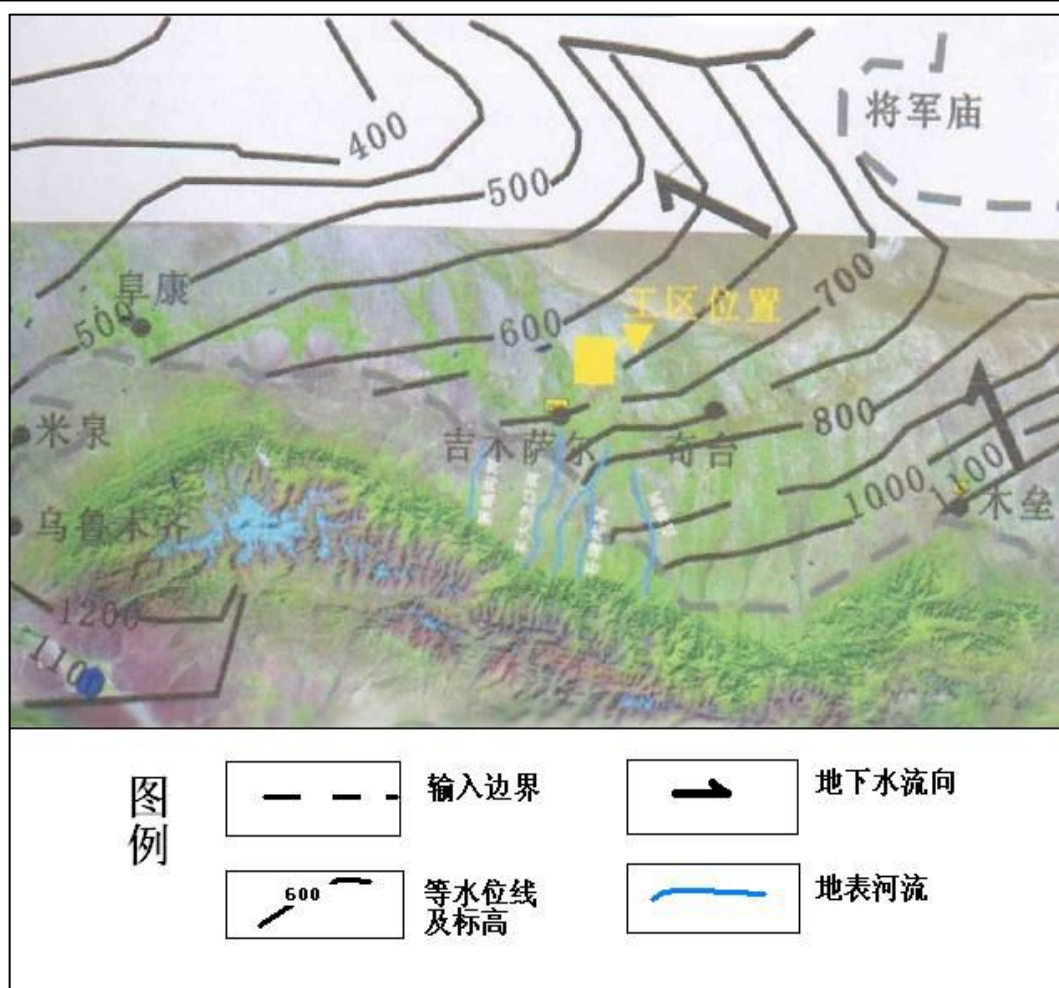 400
将军庙
500
700
阜康
工区位置
500
600
800
米泉
吉木萨尔
奇台
1000
1100
木垒
乌鲁木齐
1200
110
图例
输入边界
地下水流向
600
等水位线
及标高
地表河流